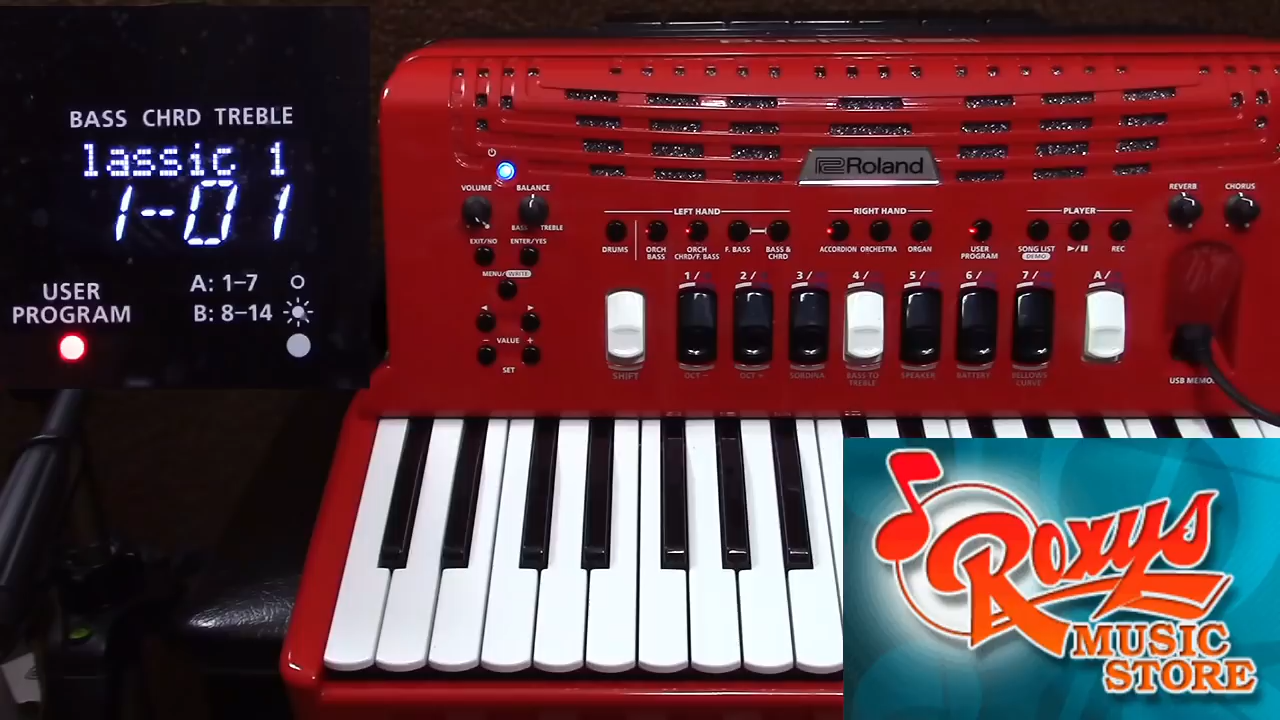 BASS CHRD TREBLE
lassic 1
1--01
USER
PROGRAM
A: 1–7
B: 8–14
Roland
VOLUME
BALANCE
BASS
TREBLE
EXIT/NO
ENTER/YES
MENU/WRITE
VALUE
SET
LEFT HAND
DRUMS
ORCH
BASS
ORCH
CHRD/F. BASS
F. BASS
BASS &
CHRD
RIGHT HAND
ACCORDION
ORCHESTRA
ORGAN
USER
PROGRAM
PLAYER
SONG LIST
DEMO
REC
REVERB
CHORUS
1/
2/
3/
4/
5/
6/
7/
A/
SHIFT
OCT –
OCT +
SORDINA
BASS TO
TREBLE
SPEAKER
BATTERY
BELLOWS
CURVE
Roxys
MUSIC
STORE